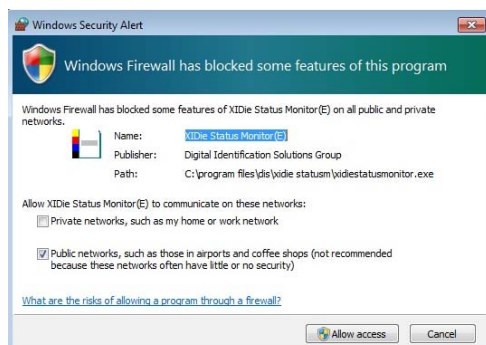 Windows Security Alert
Windows Firewall has blocked some features of this program
Windows Firewall has blocked some features of XIDie Status Monitor(E) on all public and private
networks.
Name: XIDie Status Monitor(E)
Publisher: Digital Identification Solutions Group
Path: C:\program files\dis\xidie statusm\xidiestatusmonitor.exe
Allow XIDie Status Monitor(E) to communicate on these networks:
Private networks, such as my home or work network
Public networks, such as those in airports and coffee shops (not recommended
because these networks often have little or no security)
What are the risks of allowing a program through a firewall?
Allow access Cancel